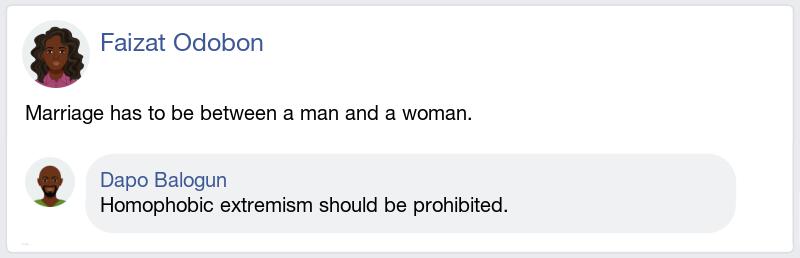 Faizat Odobon
Marriage has to be between a man and a woman.
Dapo Balogun
Homophobic extremism should be prohibited.